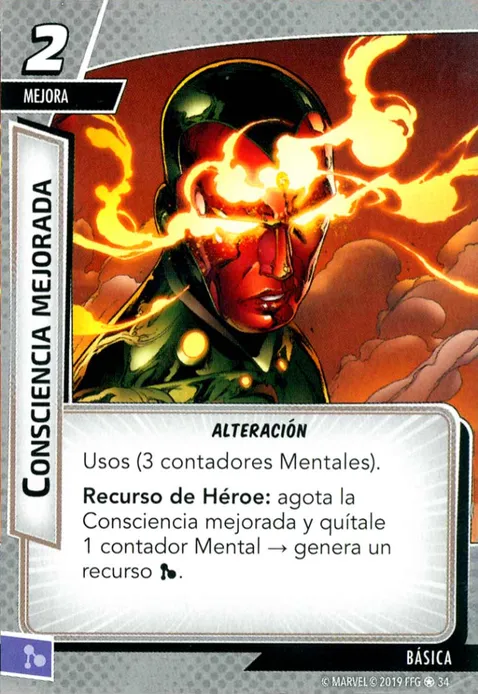 2
MEJORA
CONSCIENCIA MEJORADA
ALTERACIÓN
Usos (3 contadores Mentales).
Recurso de Héroe: agota la
Consciencia mejorada y quítale
1 contador Mental → genera un
recurso .
BÁSICA
© MARVEL © 2019 FFG 34